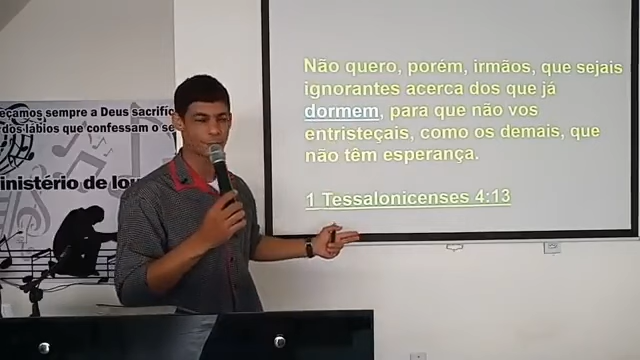 Não quero, porém, irmãos, que sejais
ignorantes acerca dos que já
dormem, para que não vos
entristeçais, como os demais, que
não têm esperança.
1 Tessalonicenses 4:13
eçamos sempre a Deus sacrifíc
dos lábios que confessam o se
inistério de lou